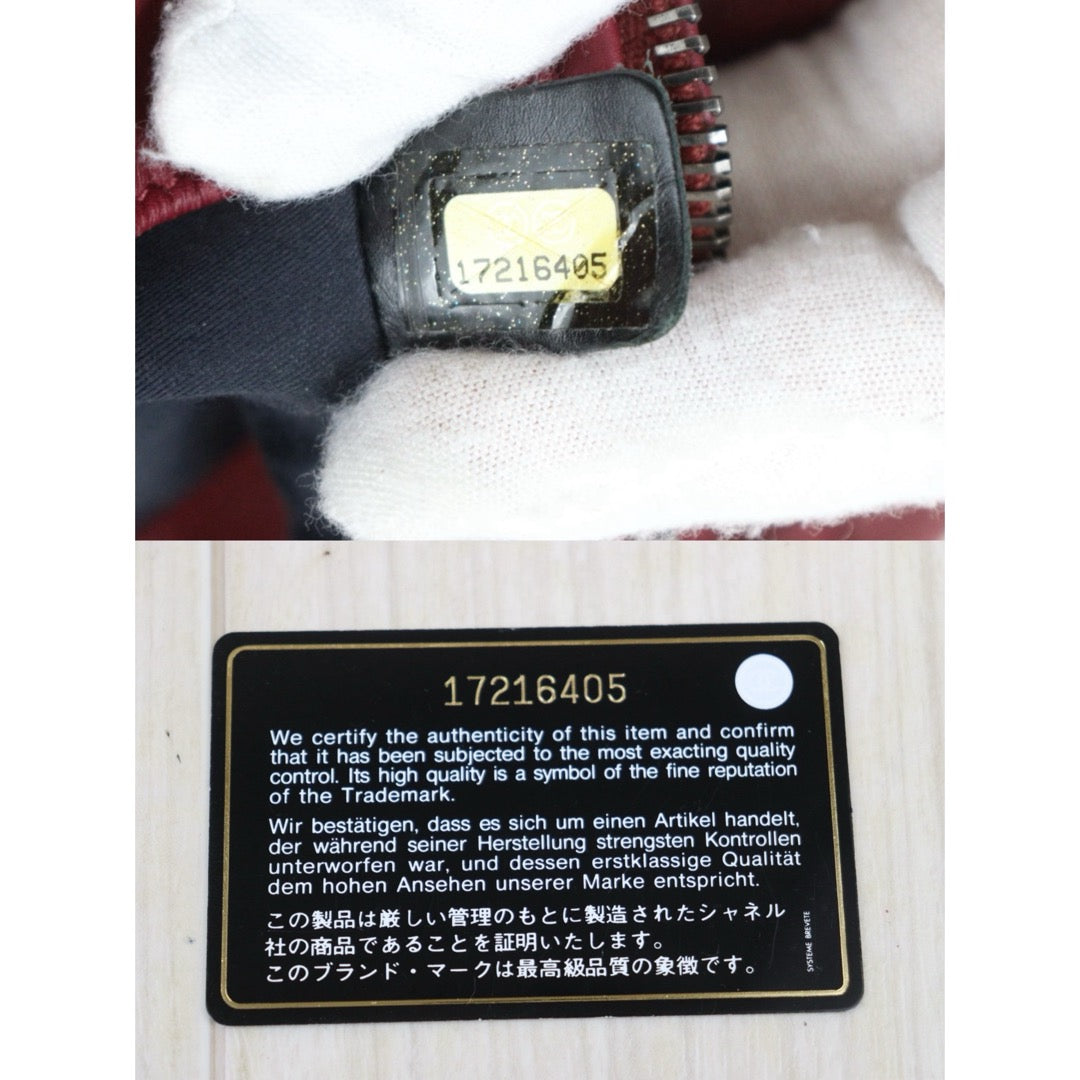 17216405
17216405
We certify the authenticity of this item and confirm
that it has been subjected to the most exacting quality
control. Its high quality is a symbol of the fine reputation
of the Trademark.
Wir bestätigen, dass es sich um einen Artikel handelt,
der während seiner Herstellung strengsten Kontrollen
unterworfen war, und dessen erstklassige Qualität
dem hohen Ansehen unserer Marke entspricht.
この製品は厳しい管理のもとに製造されたシャネル
社の商品であることを証明いたします。
このブランド・マークは最高級品質の象徴です。
SYSTEME BREVETE